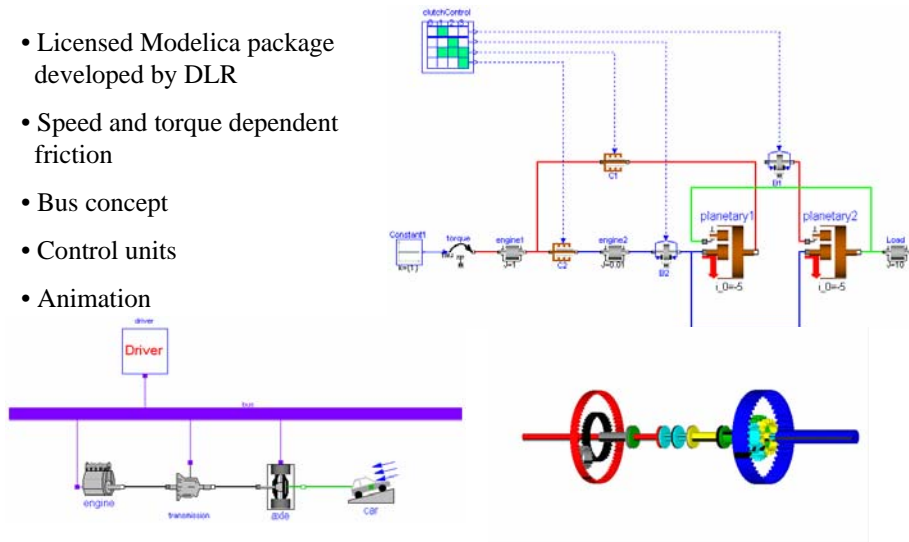 • Licensed Modelica package
developed by DLR
• Speed and torque dependent
friction
• Bus concept
• Control units
• Animation
clutchControl
C1
B1
planetary1
planetary2
Constant1
torque
engine1
engine2
Load
J=1
C2
J=0.01
B2
i_0=-5
i_0=-5
J=10
driver
Driver
bus
engine
transmission
axle
car